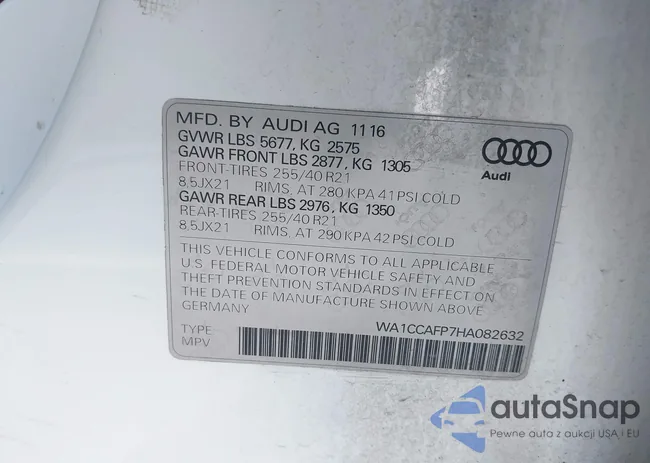 MFD. BY AUDI AG 11 16
GVWR LBS 5677, KG 2575
GAWR FRONT LBS 2877, KG 1305
FRONT-TIRES 255/40 R21
8,5JX21 RIMS, AT 280 KPA 41 PSI COLD
GAWR REAR LBS 2976, KG 1350
REAR-TIRES 255/40 R21
8,5JX21 RIMS, AT 290 KPA 42 PSI COLD
Audi
THIS VEHICLE CONFORMS TO ALL APPLICABLE
U.S. FEDERAL MOTOR VEHICLE SAFETY AND
THEFT PREVENTION STANDARDS IN EFFECT ON
THE DATE OF MANUFACTURE SHOWN ABOVE
GERMANY
WA1CCAFP7HA082632
TYPE
MPV
autoSnap
Pewne auta z aukcji USA i EU